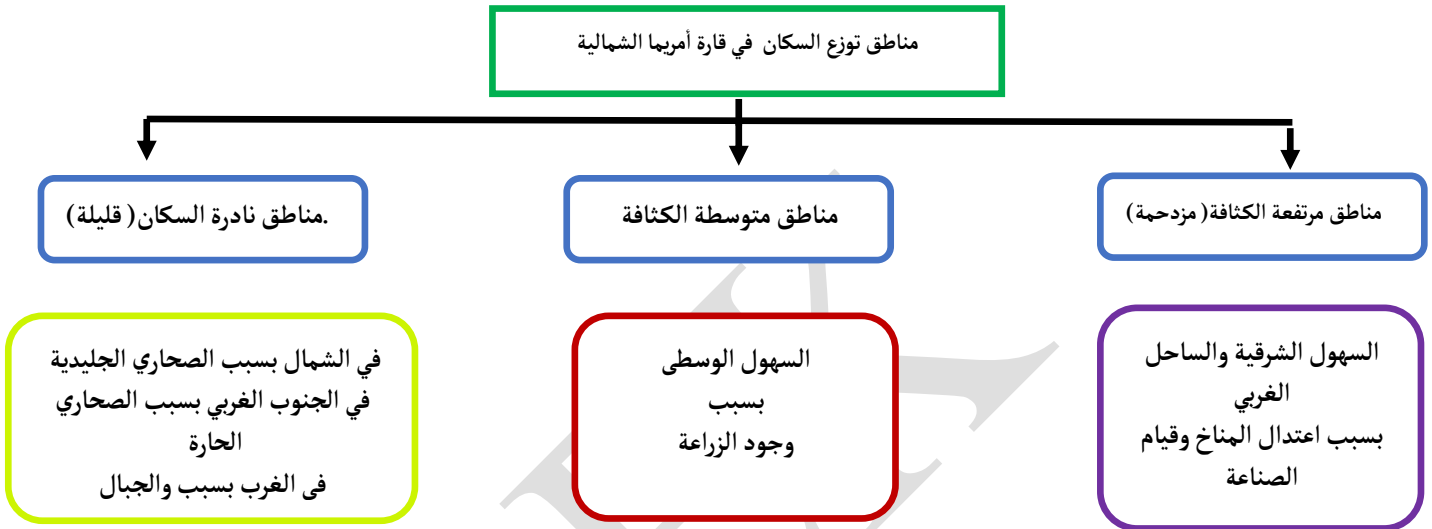 مناطق توزع السكان في قارة أمريما الشمالية
مناطق مرتفعة الكثافة( مزدحمة)
مناطق متوسطة الكثافة
.مناطق نادرة السكان( قليلة)
السهول الشرقية والساحل
الغربي
بسبب اعتدال المناخ وقيام
الصناعة
السهول الوسطى
بسبب
وجود الزراعة
في الشمال بسبب الصحاري الجليدية
في الجنوب الغربي بسبب الصحاري
الحارة
فى الغرب بسبب والجبال